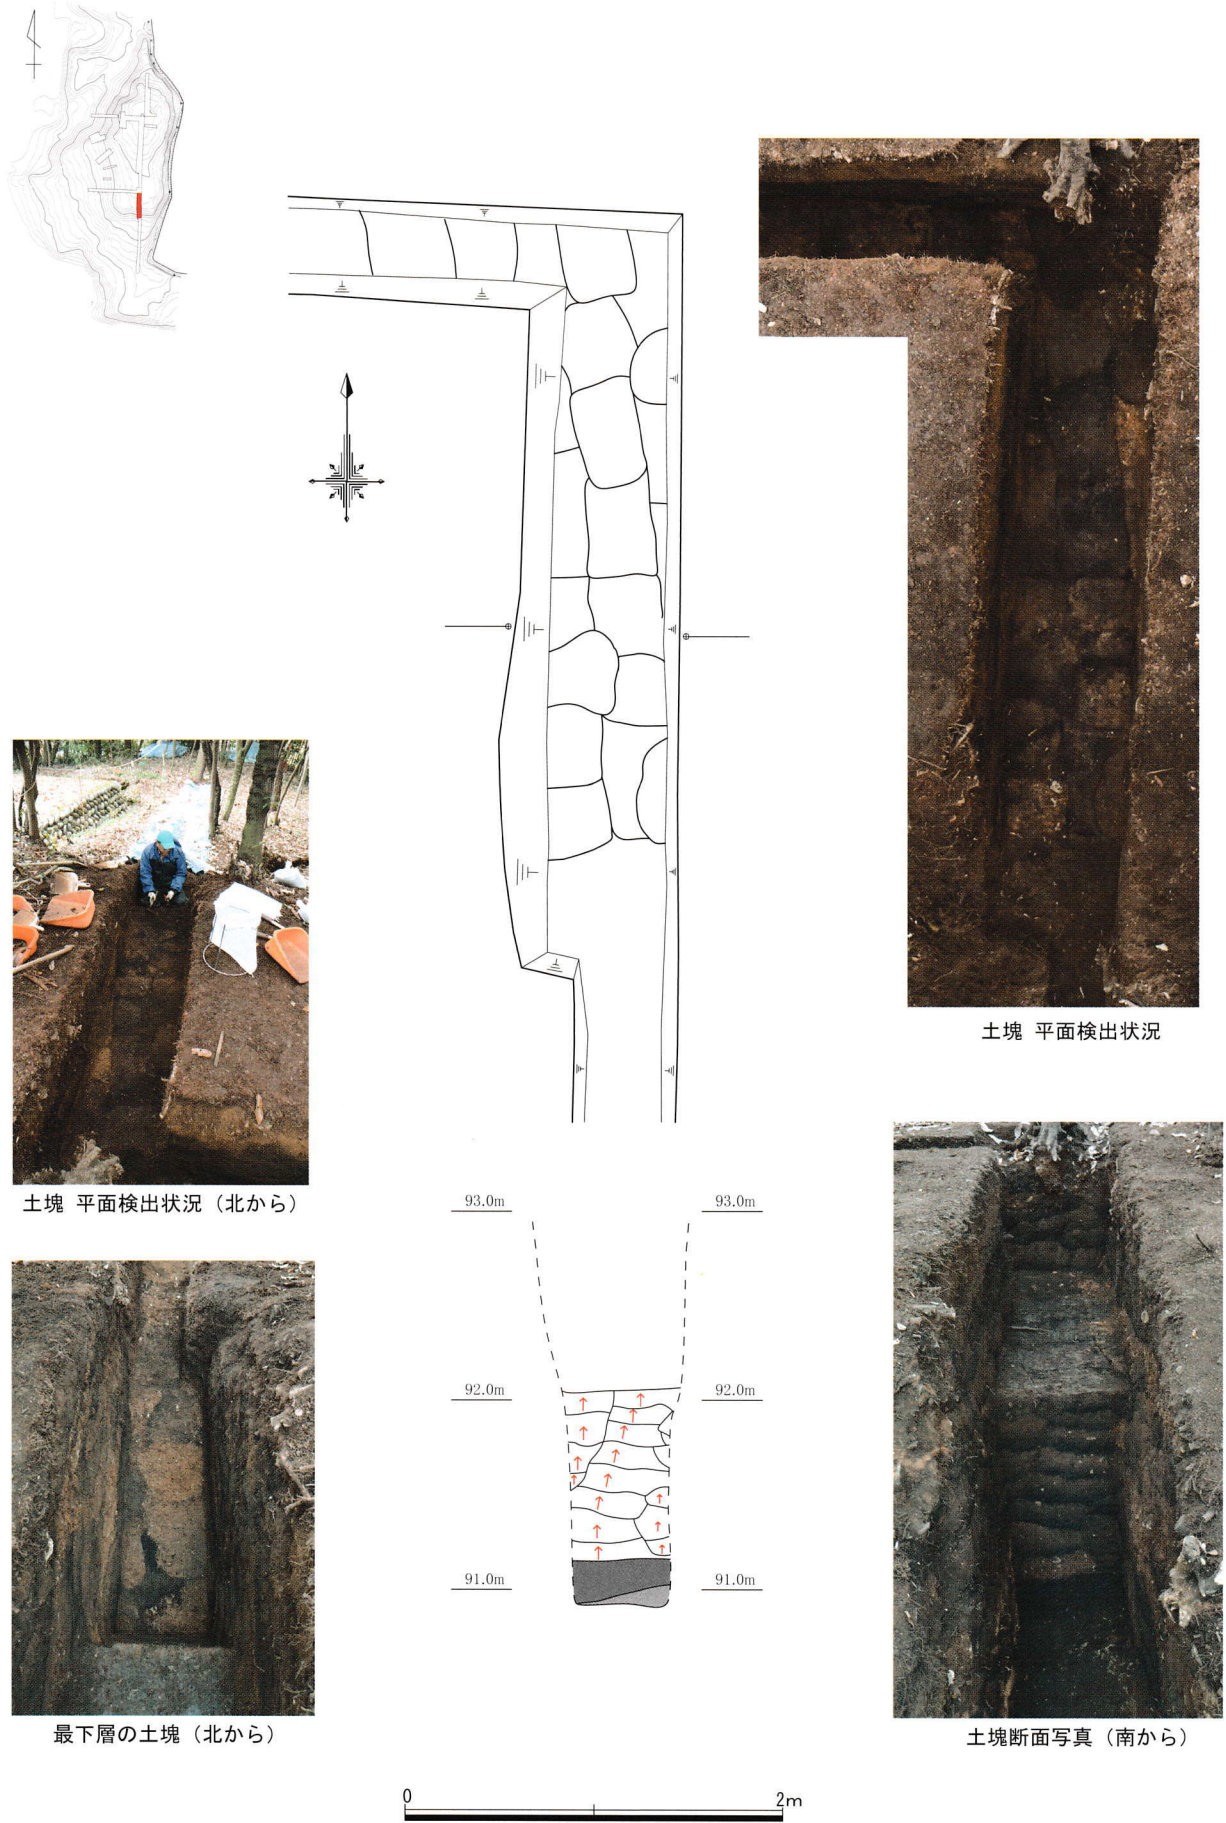 土塊 平面検出状況
土塊 平面検出状況（北から）
93.0m
93.0m
92.0m
92.0m
91.0m
91.0m
最下層の土塊（北から）
土塊断面写真（南から）
0
2m